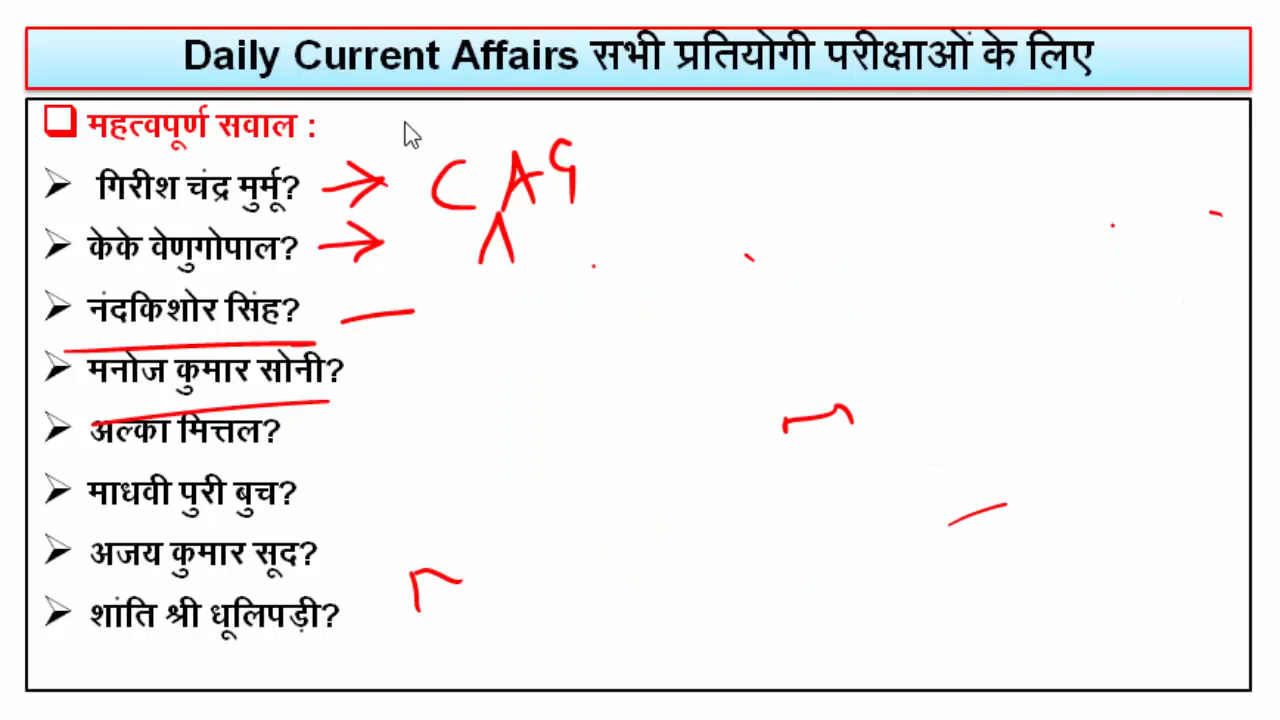 Daily Current Affairs सभी प्रतियोगी परीक्षाओं के लिए
महत्वपूर्ण सवाल :
गिरीश चंद्र मुर्मू? → CAG
केके वेणुगोपाल? → A
नंदकिशोर सिंह?
मनोज कुमार सोनी?
अल्का मित्तल?
माधवी पुरी बुच?
अजय कुमार सूद?
शांति श्री धूलिपड़ी?